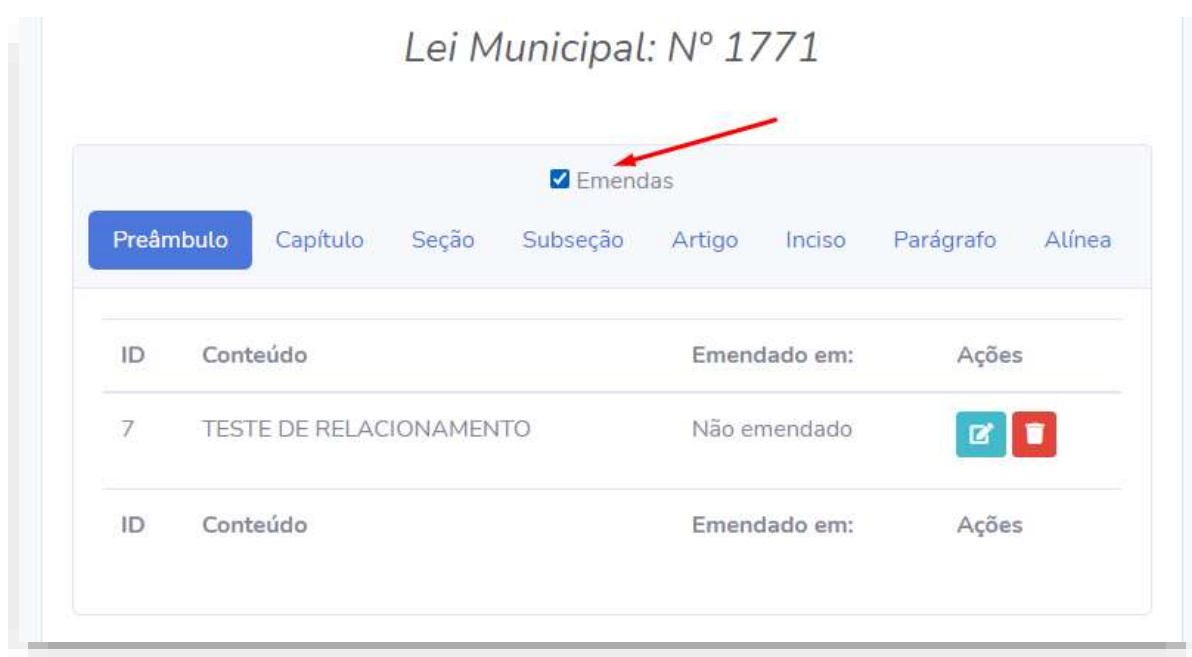 Lei Municipal: Nº 1771
Emendas
Preâmbulo Capítulo Seção Subseção Artigo Inciso Parágrafo Alínea
ID Conteúdo Emendado em: Ações
7 TESTE DE RELACIONAMENTO Não emendado
ID Conteúdo Emendado em: Ações